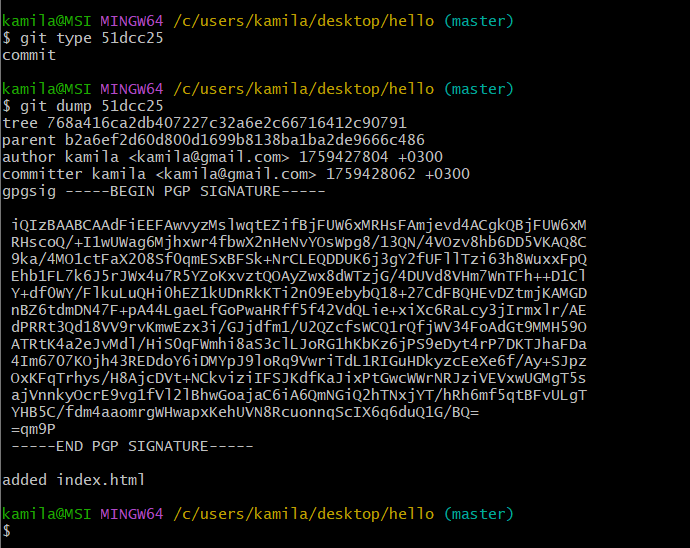 kamila@MSI MINGW64 /c/users/kamila/desktop/hello (master)
$ git type 51dcc25
commit
kamila@MSI MINGW64 /c/users/kamila/desktop/hello (master)
$ git dump 51dcc25
tree 768a416ca2db407227c32a6e2c66716412c90791
parent b2a6ef2d60d800d1699b8138ba1ba2de9666c486
author kamila <kamila@gmail.com> 1759427804 +0300
committer kamila <kamila@gmail.com> 1759428062 +0300
gpgsig -----BEGIN PGP SIGNATURE-----
iQIzBAABCAAdFiEEFAwvyzMslwqtEZifBjFUW6xMRHsFAmjevd4ACgkQBjFUW6xM
RHscoQ/+I1wUWag6Mjhxwr4fbwX2nHeNvYOsWpg8/13QN/4VOzv8hb6DD5VKAQ8C
9ka/4MO1ctFaX2O8Sf0qmESxBFSk+NrCLEQDDUK6j3gY2fUFllTzi63h8WuxxFpQ
Ehb1FL7k6J5rJWx4u7R5YZoKxvztQOAyZwx8dWTzjG/4DUVd8VHm7WnTFh++D1Cl
Y+df0WY/FlkuLuQHi0hEZ1kUDnRkKTi2n09EebybQ18+27CdFBQHEvDZtmjKAMGD
nBZ6tdmDN47F+pA44LgaeLfGoPwaHRff5f42VdQLie+xiXc6RaLcy3jIrmxlr/AE
dPRRt3Qd18VV9rvKmwEzx3i/GJjdfm1/U2QZcfsWCQ1rQfjWV34FoAdGt9MMH59O
ATRtK4a2eJvMdl/HiSOqFWmhi8aS3clLJoRG1hKbKz6jPS9eDyt4rP7DKTJhaFDa
4Im67O7KOjh43REDdoY6iDMYpJ9loRq9VwriTdL1RIGuHDkyzcEeXe6f/Ay+SJpz
OxKFqTrhys/H8AjcDVt+NCkviziIFSJKdfKaJixPtGwcWWrNRJziVEVxwUGMgT5s
ajVnnkyOcrE9vg1fVl2lBhwGoajaC6iA6QmNGiQ2hTNxjYT/hRh6mf5qtBFvULgT
YHB5C/fdm4aaomrgWHwapxKehUVN8RcuonnqScIX6q6duQ1G/BQ=
=qm9P
-----END PGP SIGNATURE-----
added index.html
kamila@MSI MINGW64 /c/users/kamila/desktop/hello (master)
$